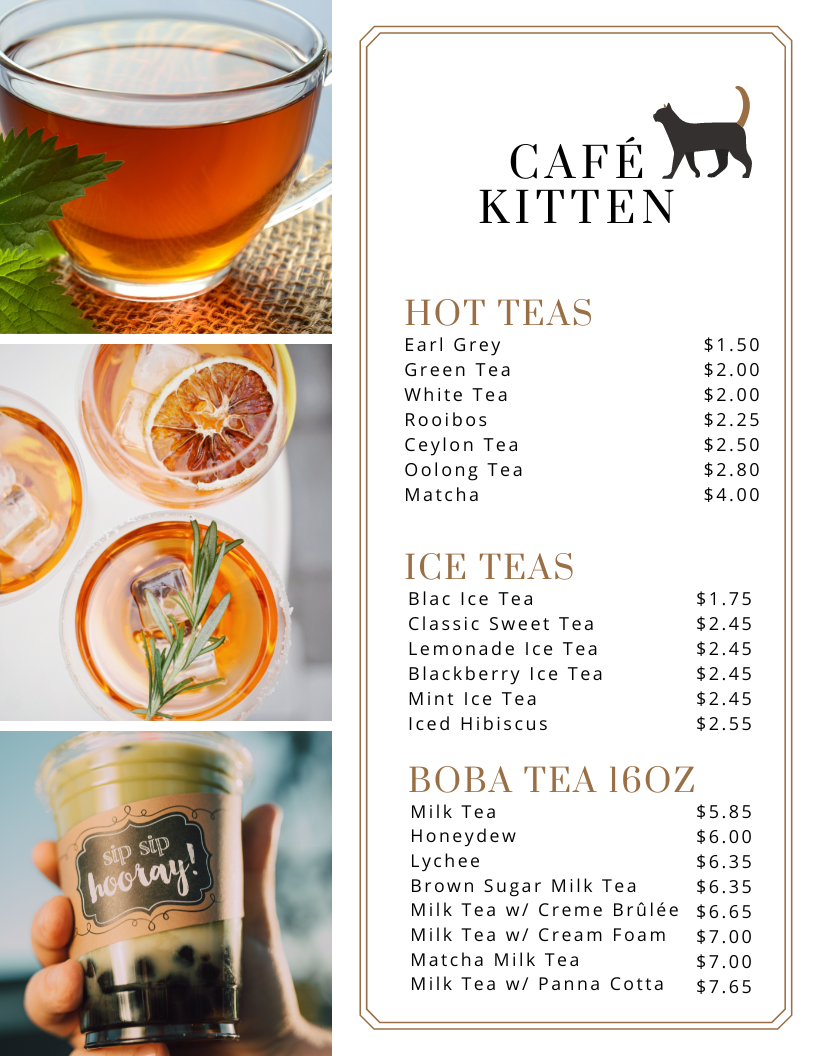 CAFÉ
KITTEN
HOT TEAS
Earl Grey $1.50
Green Tea $2.00
White Tea $2.00
Rooibos $2.25
Ceylon Tea $2.50
Oolong Tea $2.80
Matcha $4.00
ICE TEAS
Blac Ice Tea $1.75
Classic Sweet Tea $2.45
Lemonade Ice Tea $2.45
Blackberry Ice Tea $2.45
Mint Ice Tea $2.45
Iced Hibiscus $2.55
BOBA TEA 16OZ
Milk Tea $5.85
Honeydew $6.00
Lychee $6.35
Brown Sugar Milk Tea $6.35
Milk Tea w/ Creme Brûlée $6.65
Milk Tea w/ Cream Foam $7.00
Matcha Milk Tea $7.00
Milk Tea w/ Panna Cotta $7.65
sip sip
hooray!